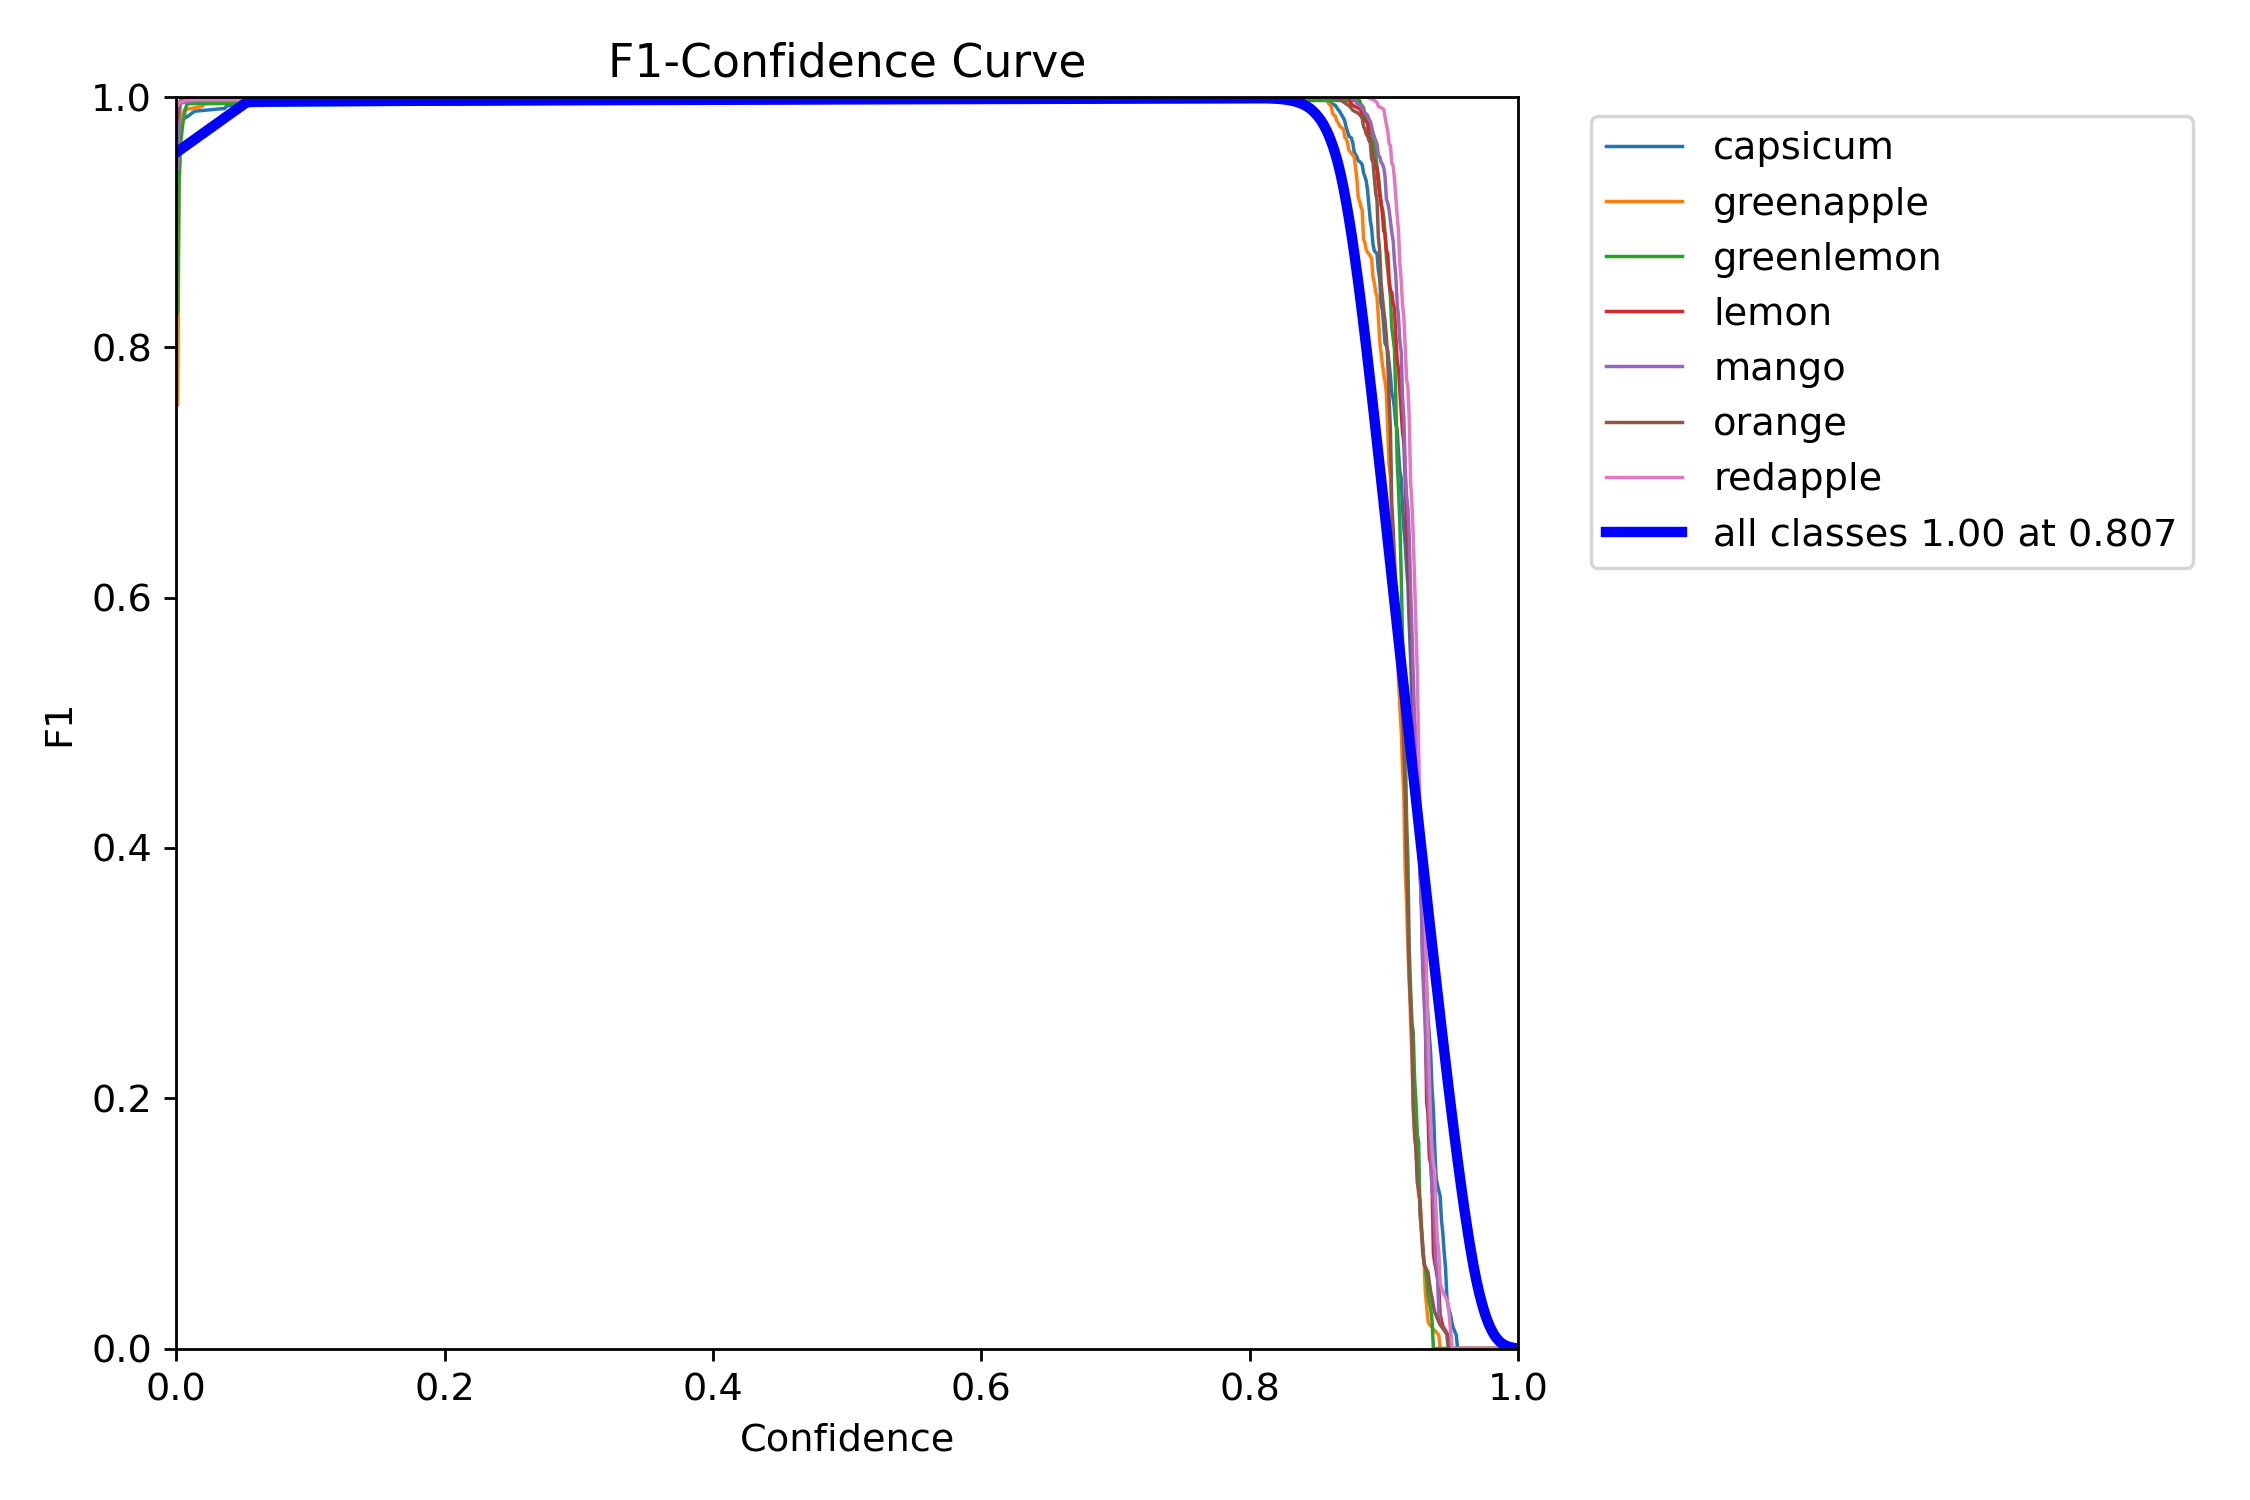 F1-Confidence Curve
1.0
0.8
0.6
0.4
0.2
0.0
F1
0.0 0.2 0.4 0.6 0.8 1.0
Confidence
capsicum
greenapple
greenlemon
lemon
mango
orange
redapple
all classes 1.00 at 0.807